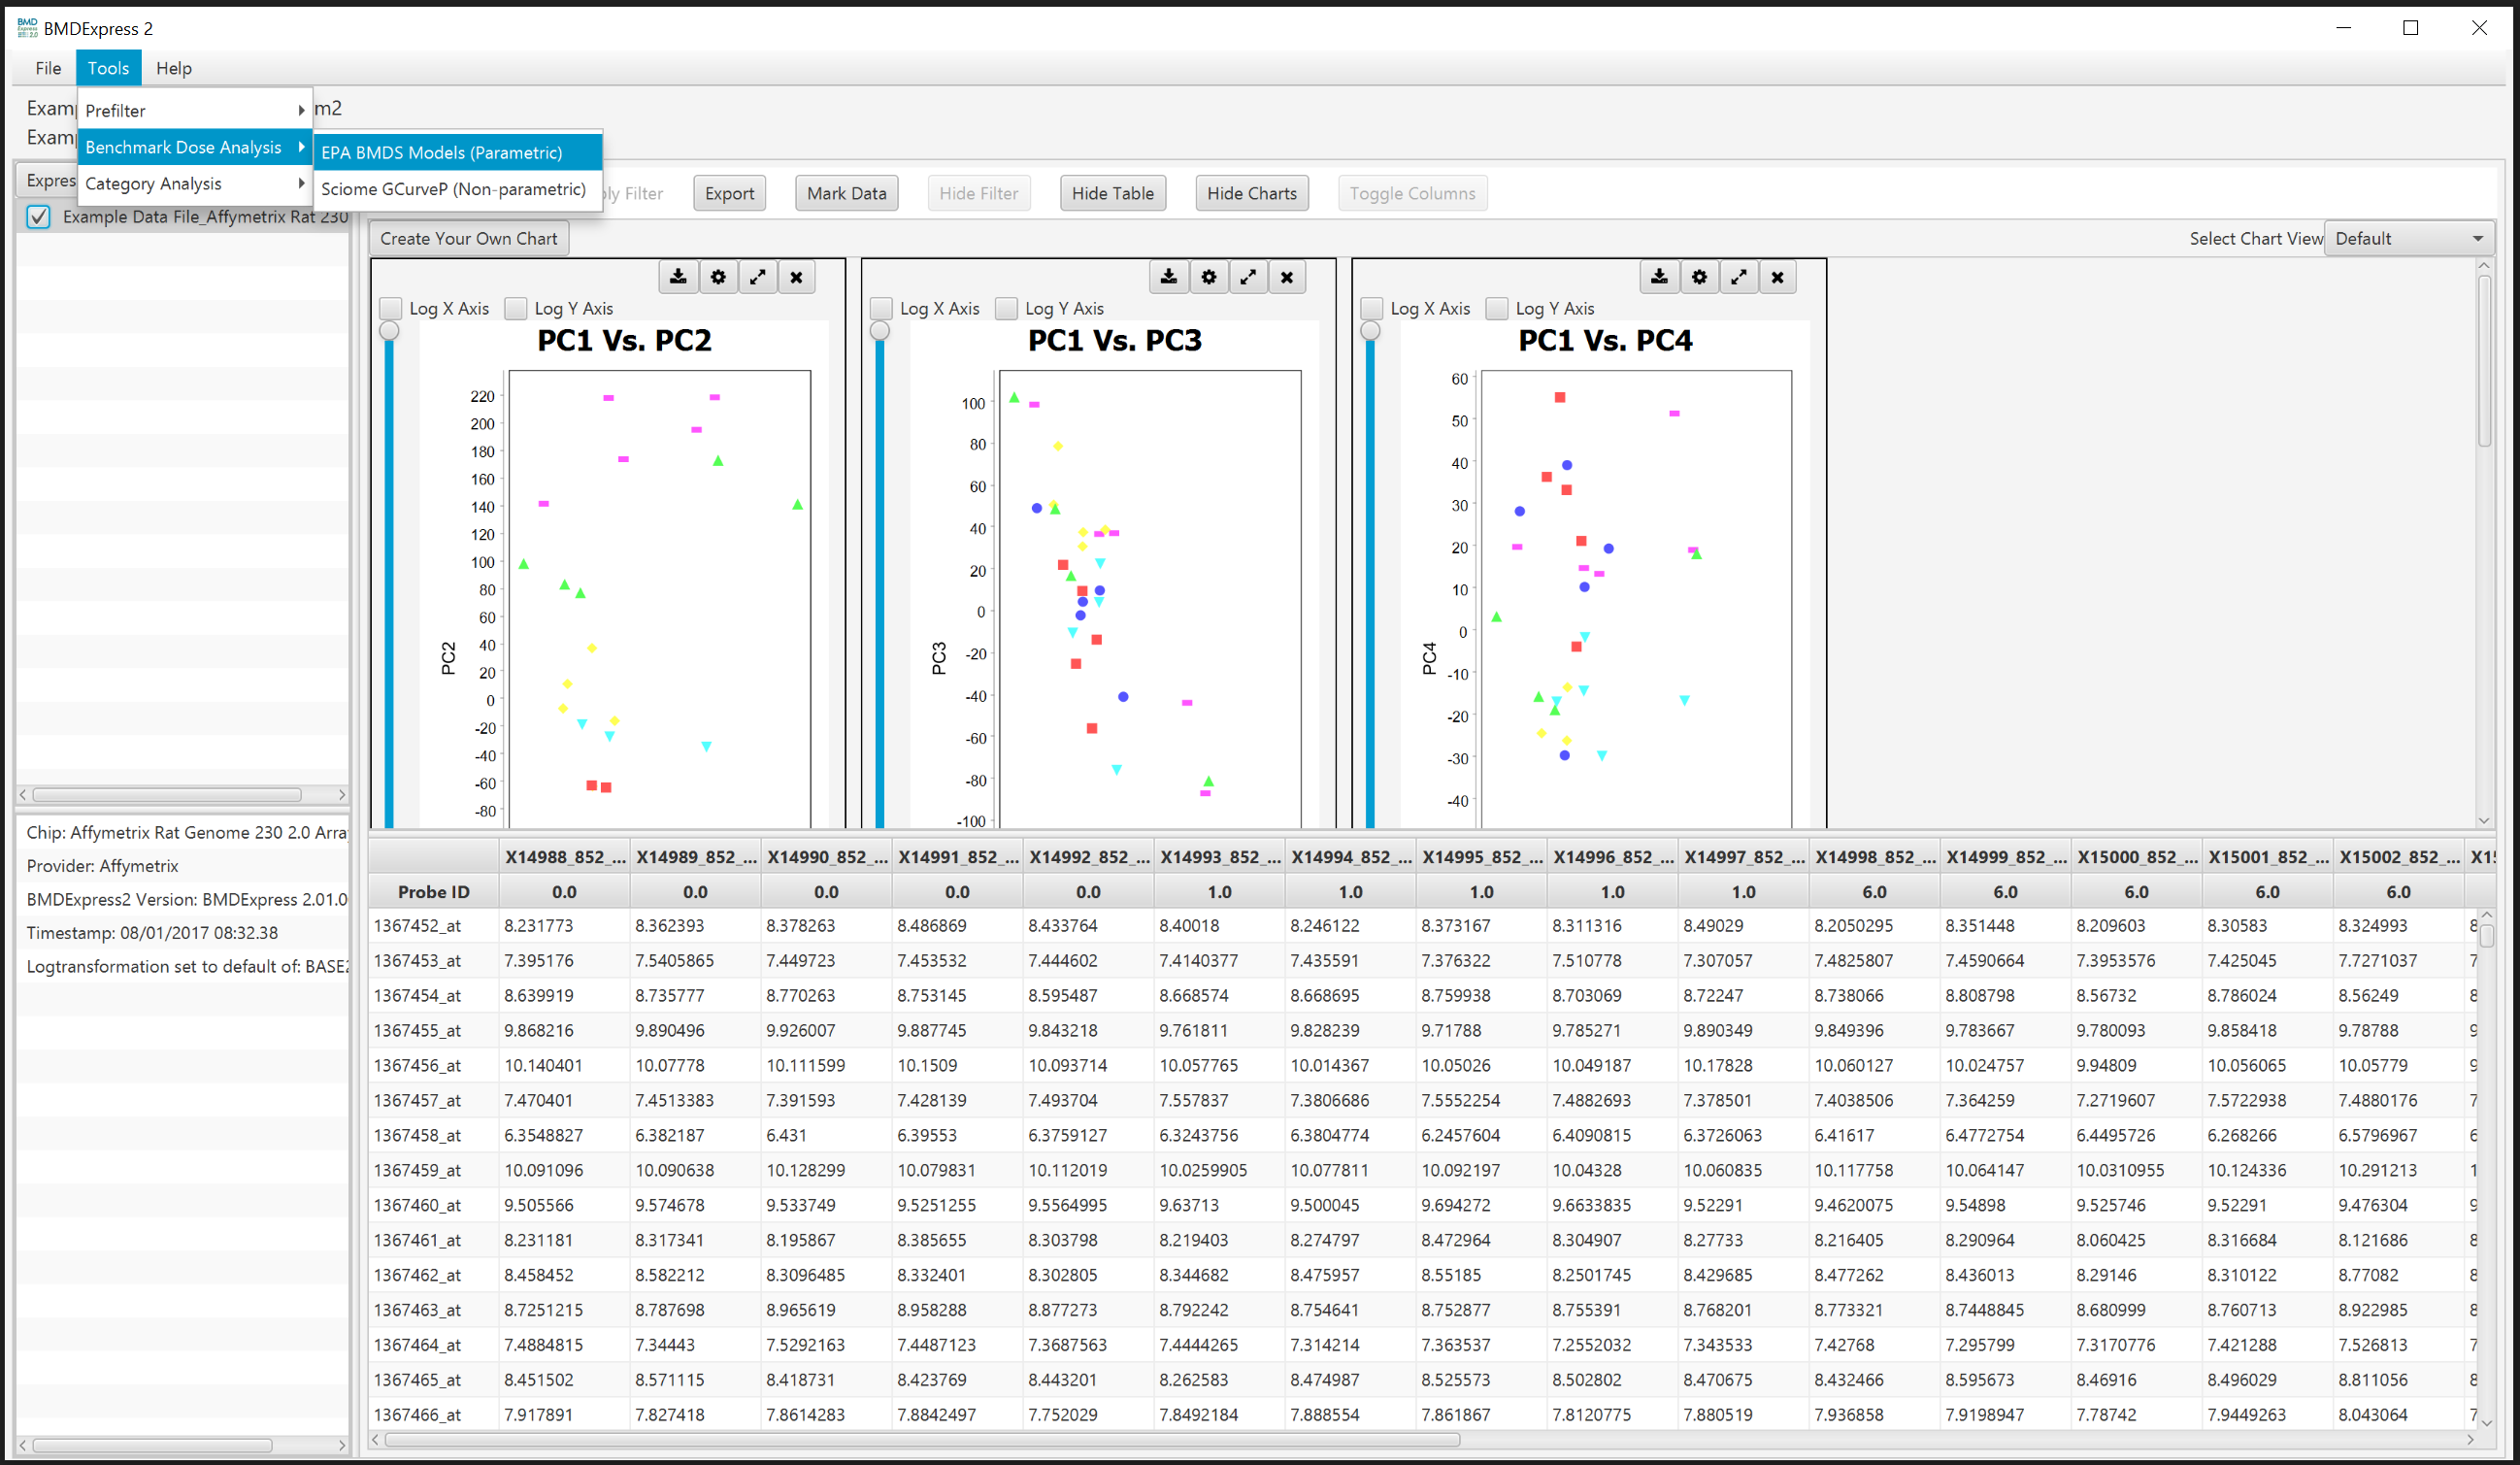 BMDExpress 2
File Tools Help
Prefilter
m2
Benchmark Dose Analysis
EPA BMDS Models (Parametric)
Category Analysis
Sciome GCurveP (Non-parametric)
Filter Export Mark Data Hide Filter Hide Table Hide Charts Toggle Columns
Example Data File_Affymetrix Rat 230
Create Your Own Chart
Select Chart View Default
Log X Axis Log Y Axis
PC1 Vs. PC2
220
200
180
160
140
120
100
80
60
40
20
0
-20
-40
-60
-80
PC2
Log X Axis Log Y Axis
PC1 Vs. PC3
100
80
60
40
20
0
-20
-40
-60
-80
-100
PC3
Log X Axis Log Y Axis
PC1 Vs. PC4
60
50
40
30
20
10
0
-10
-20
-30
-40
PC4
Chip: Affymetrix Rat Genome 230 2.0 Array
Provider: Affymetrix
BMDExpress2 Version: BMDExpress 2.01.0
Timestamp: 08/01/2017 08:32.38
Logtransformation set to default of: BASE2
X14988_852_... X14989_852_... X14990_852_... X14991_852_... X14992_852_... X14993_852_... X14994_852_... X14995_852_... X14996_852_... X14997_852_... X14998_852_... X14999_852_... X15000_852_... X15001_852_... X15002_852_...
Probe ID 0.0 0.0 0.0 0.0 0.0 1.0 1.0 1.0 1.0 1.0 6.0 6.0 6.0 6.0 6.0
1367452_at 8.231773 8.362393 8.378263 8.486869 8.433764 8.40018 8.246122 8.373167 8.311316 8.49029 8.2050295 8.351448 8.209603 8.30583 8.324993
1367453_at 7.395176 7.5405865 7.449723 7.453532 7.444602 7.4140377 7.435591 7.376322 7.510778 7.307057 7.4825807 7.4590664 7.3953576 7.425045 7.7271037
1367454_at 8.639919 8.735777 8.770263 8.753145 8.595487 8.668574 8.668695 8.759938 8.703069 8.72247 8.738066 8.808798 8.56732 8.786024 8.56249
1367455_at 9.868216 9.890496 9.926007 9.887745 9.843218 9.761811 9.828239 9.71788 9.785271 9.890349 9.849396 9.783667 9.780093 9.858418 9.78788
1367456_at 10.140401 10.07778 10.111599 10.1509 10.093714 10.057765 10.014367 10.05026 10.049187 10.17828 10.060127 10.024757 9.94809 10.056065 10.05779
1367457_at 7.470401 7.4513383 7.391593 7.428139 7.493704 7.557837 7.3806686 7.5552254 7.4882693 7.378501 7.4038506 7.364259 7.2719607 7.5722938 7.4880176
1367458_at 6.3548827 6.382187 6.431 6.39553 6.3759127 6.3243756 6.3804774 6.2457604 6.4090815 6.3726063 6.41617 6.4772754 6.4495726 6.268266 6.5796967
1367459_at 10.091096 10.090638 10.128299 10.079831 10.112019 10.0259905 10.077811 10.092197 10.04328 10.060835 10.117758 10.064147 10.0310955 10.124336 10.291213
1367460_at 9.505566 9.574678 9.533749 9.5251255 9.5564995 9.63713 9.500045 9.694272 9.6633835 9.52291 9.4620075 9.54898 9.525746 9.52291 9.476304
1367461_at 8.231181 8.317341 8.195867 8.385655 8.303798 8.219403 8.274797 8.472964 8.304907 8.27733 8.216405 8.290964 8.060425 8.316684 8.121686
1367462_at 8.458452 8.582212 8.3096485 8.332401 8.302805 8.344682 8.475957 8.55185 8.2501745 8.429685 8.477262 8.436013 8.29146 8.310122 8.77082
1367463_at 8.7251215 8.787698 8.965619 8.958288 8.877273 8.792242 8.754641 8.752877 8.755391 8.768201 8.773321 8.7448845 8.680999 8.760713 8.922985
1367464_at 7.4884815 7.34443 7.5292163 7.4487123 7.3687563 7.4444265 7.314214 7.363537 7.2552032 7.343533 7.42768 7.295799 7.3170776 7.421288 7.526813
1367465_at 8.451502 8.571115 8.418731 8.423769 8.443201 8.262583 8.474987 8.525573 8.502802 8.470675 8.432466 8.595673 8.46916 8.496029 8.811056
1367466_at 7.917891 7.827418 7.8614283 7.8842497 7.752029 7.8492184 7.888554 7.861867 7.8120775 7.880519 7.936858 7.9198947 7.78742 7.9449263 8.043064